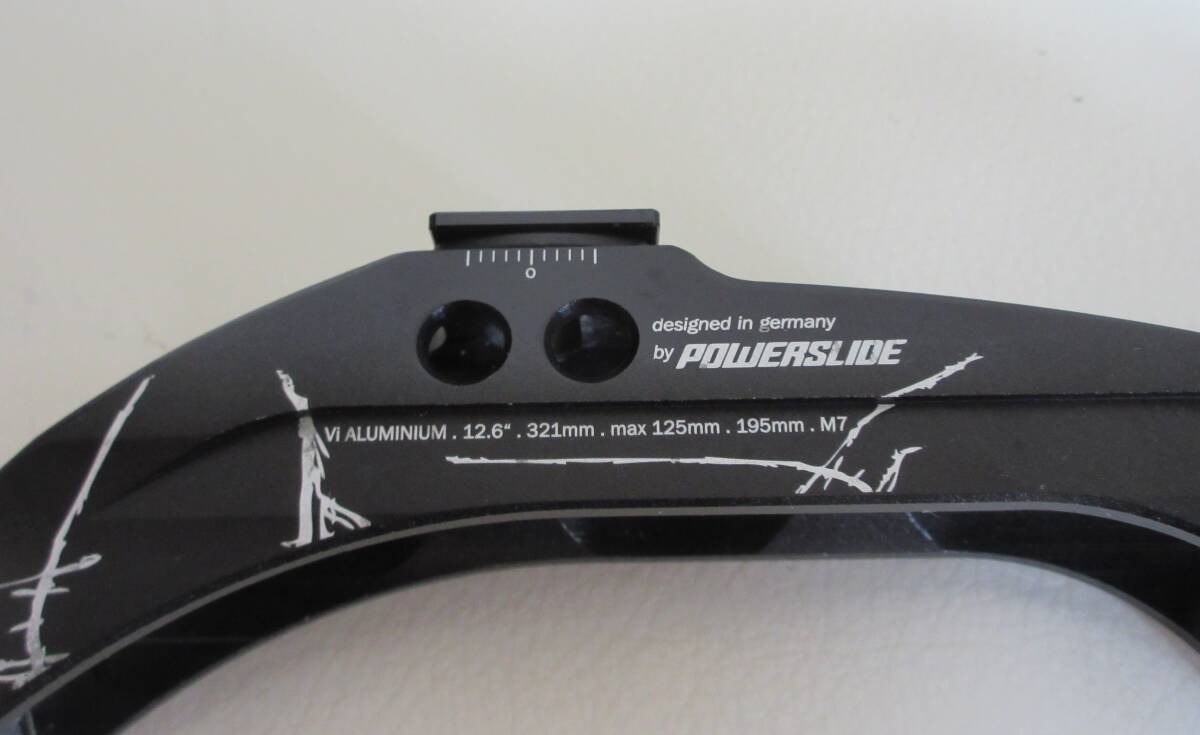 0
designed in germany
by POWERSLIDE
Vi ALUMINIUM . 12.6“ . 321mm . max 125mm . 195mm . M7